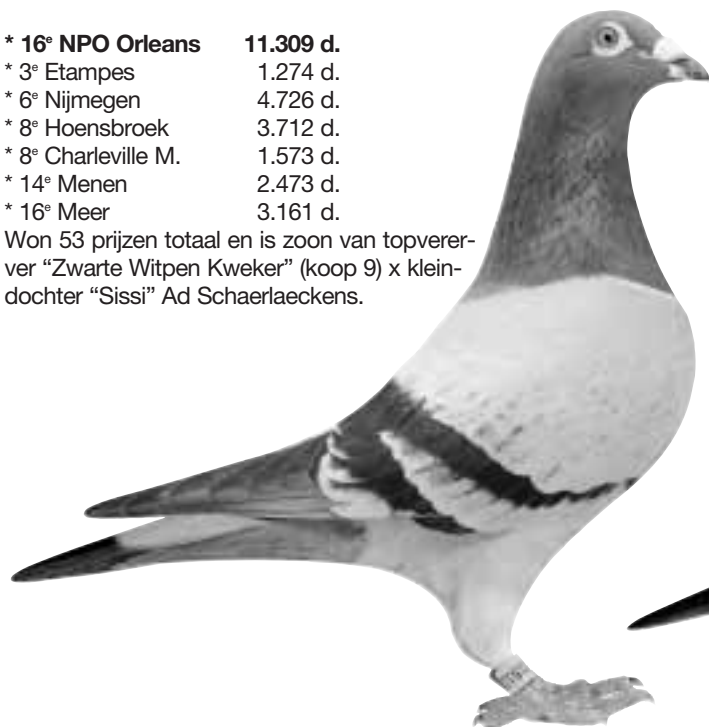 * 16ᵉ NPO Orleans 11.309 d.
* 3ᵉ Etampes 1.274 d.
* 6ᵉ Nijmegen 4.726 d.
* 8ᵉ Hoensbroek 3.712 d.
* 8ᵉ Charleville M. 1.573 d.
* 14ᵉ Menen 2.473 d.
* 16ᵉ Meer 3.161 d.
Won 53 prijzen totaal en is zoon van topverer-
ver “Zwarte Witpen Kweker” (koop 9) x klein-
dochter “Sissi” Ad Schaerlaeckens.